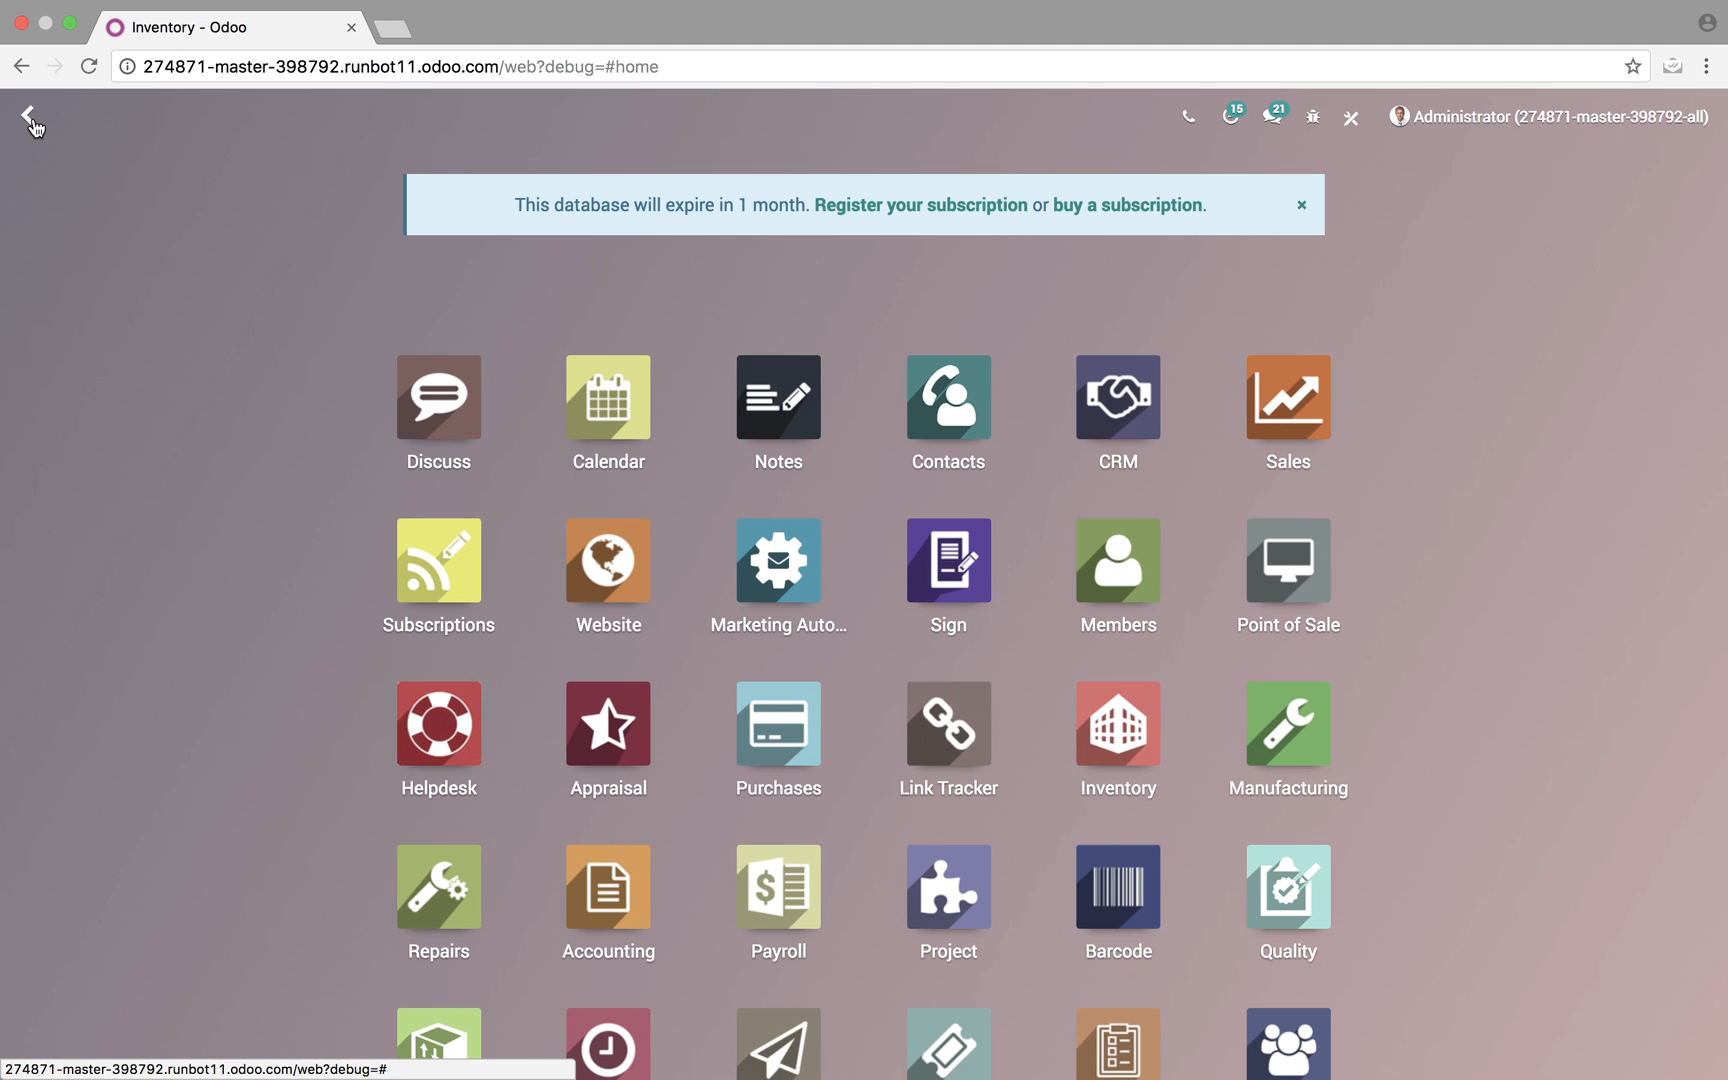 Inventory - Odoo
274871-master-398792.runbot11.odoo.com/web?debug=#home
15
21
Administrator (274871-master-398792-all)
This database will expire in 1 month. Register your subscription or buy a subscription.
Discuss
Calendar
Notes
Contacts
CRM
Sales
Subscriptions
Website
Marketing Auto...
Sign
Members
Point of Sale
Helpdesk
Appraisal
Purchases
Link Tracker
Inventory
Manufacturing
Repairs
Accounting
Payroll
Project
Barcode
Quality
274871-master-398792.runbot11.odoo.com/web?debug=#